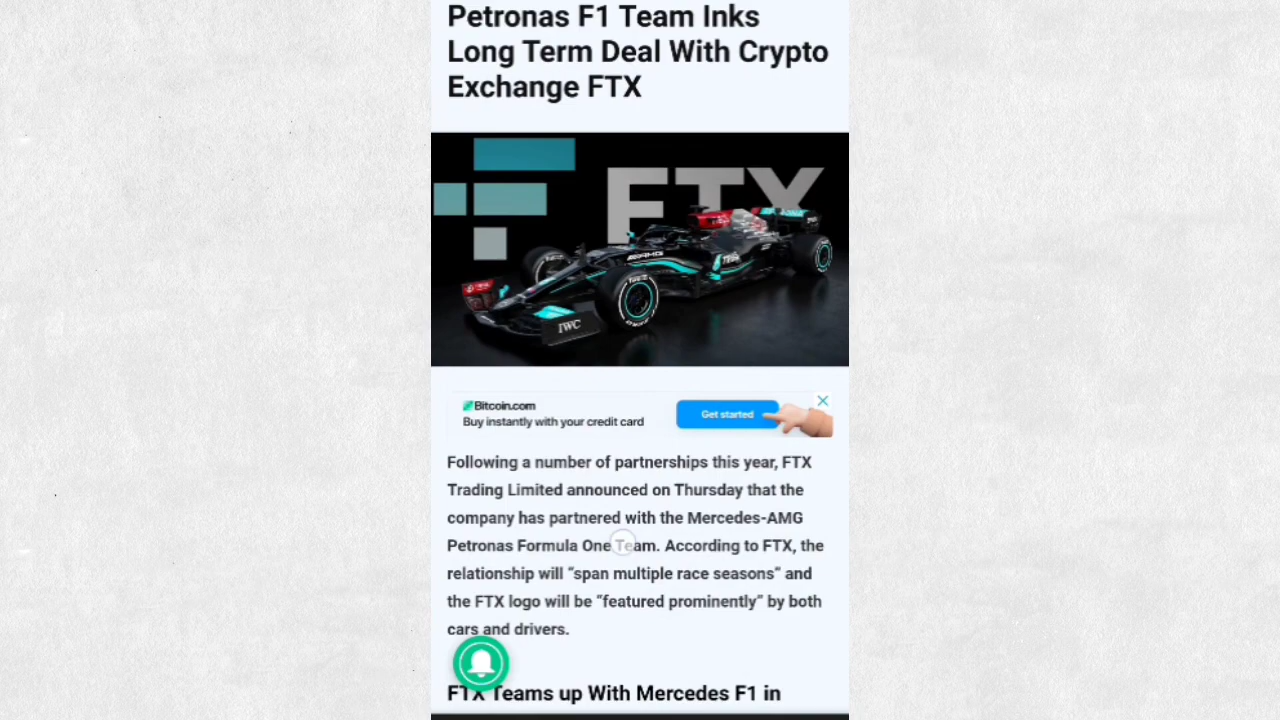 Petronas F1 Team Inks
Long Term Deal With Crypto
Exchange FTX
FTX
AMG
IWC
Bitcoin.com
Buy instantly with your credit card
Get started
Following a number of partnerships this year, FTX
Trading Limited announced on Thursday that the
company has partnered with the Mercedes-AMG
Petronas Formula One Team. According to FTX, the
relationship will “span multiple race seasons” and
the FTX logo will be “featured prominently” by both
cars and drivers.
FTX Teams up With Mercedes F1 in